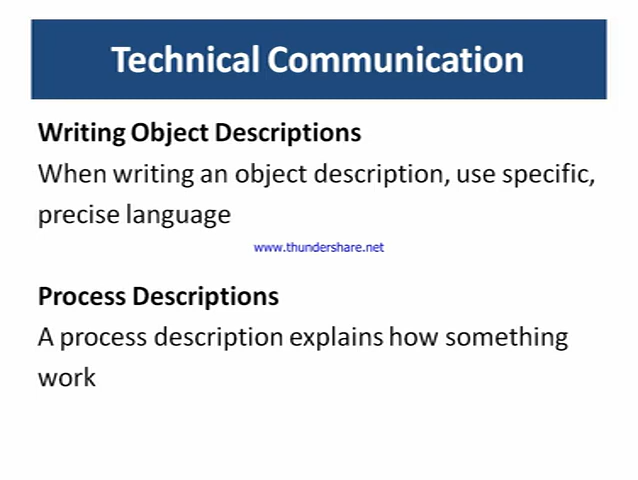 Technical Communication
Writing Object Descriptions
When writing an object description, use specific,
precise language
www.thundershare.net
Process Descriptions
A process description explains how something
work